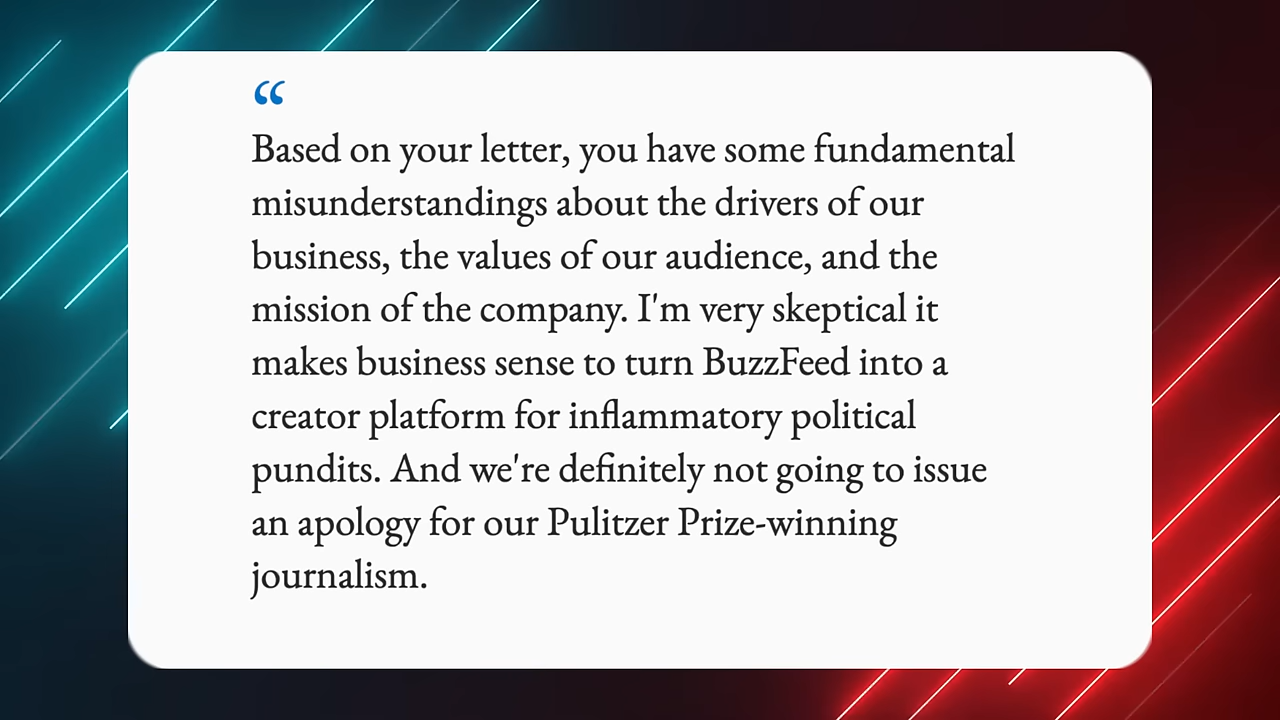 “
Based on your letter, you have some fundamental
misunderstandings about the drivers of our
business, the values of our audience, and the
mission of the company. I'm very skeptical it
makes business sense to turn BuzzFeed into a
creator platform for inflammatory political
pundits. And we're definitely not going to issue
an apology for our Pulitzer Prize-winning
journalism.